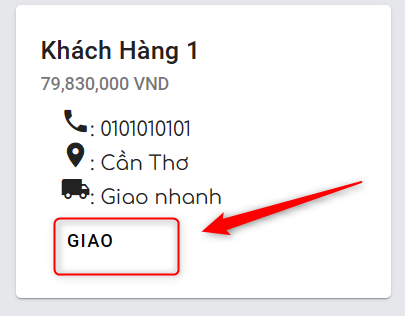 Khách Hàng 1
79,830,000 VND
: 0101010101
: Cần Thơ
: Giao nhanh
GIAO